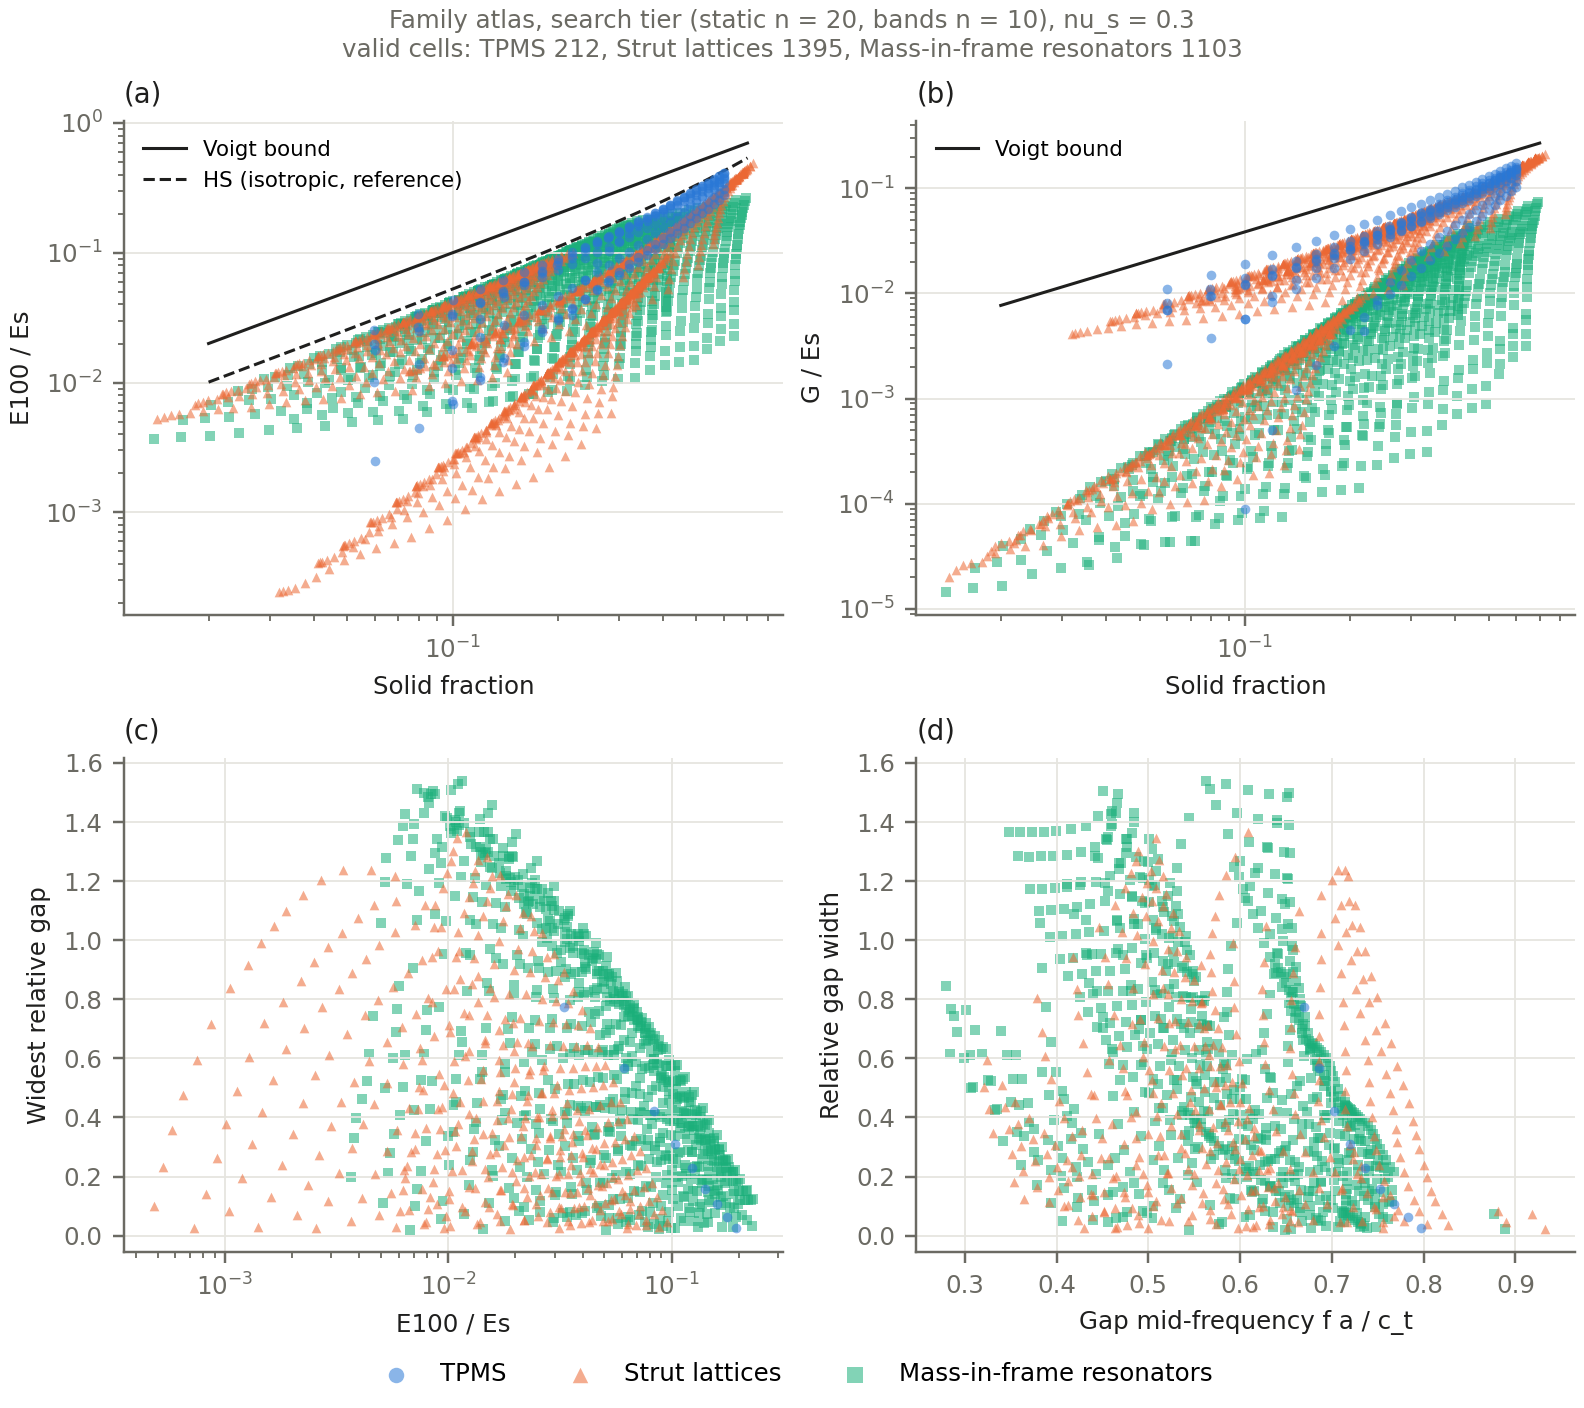 Family atlas, search tier (static n = 20, bands n = 10), nu_s = 0.3
valid cells: TPMS 212, Strut lattices 1395, Mass-in-frame resonators 1103
(a)
Voigt bound
HS (isotropic, reference)
10⁰
10⁻¹
10⁻²
10⁻³
E100 / Es
10⁻¹
Solid fraction
(b)
Voigt bound
10⁻¹
10⁻²
10⁻³
10⁻⁴
10⁻⁵
G / Es
10⁻¹
Solid fraction
(c)
1.6
1.4
1.2
1.0
0.8
0.6
0.4
0.2
0.0
Widest relative gap
10⁻³ 10⁻² 10⁻¹
E100 / Es
(d)
1.6
1.4
1.2
1.0
0.8
0.6
0.4
0.2
0.0
Relative gap width
0.3 0.4 0.5 0.6 0.7 0.8 0.9
Gap mid-frequency f a / c_t
TPMS Strut lattices Mass-in-frame resonators